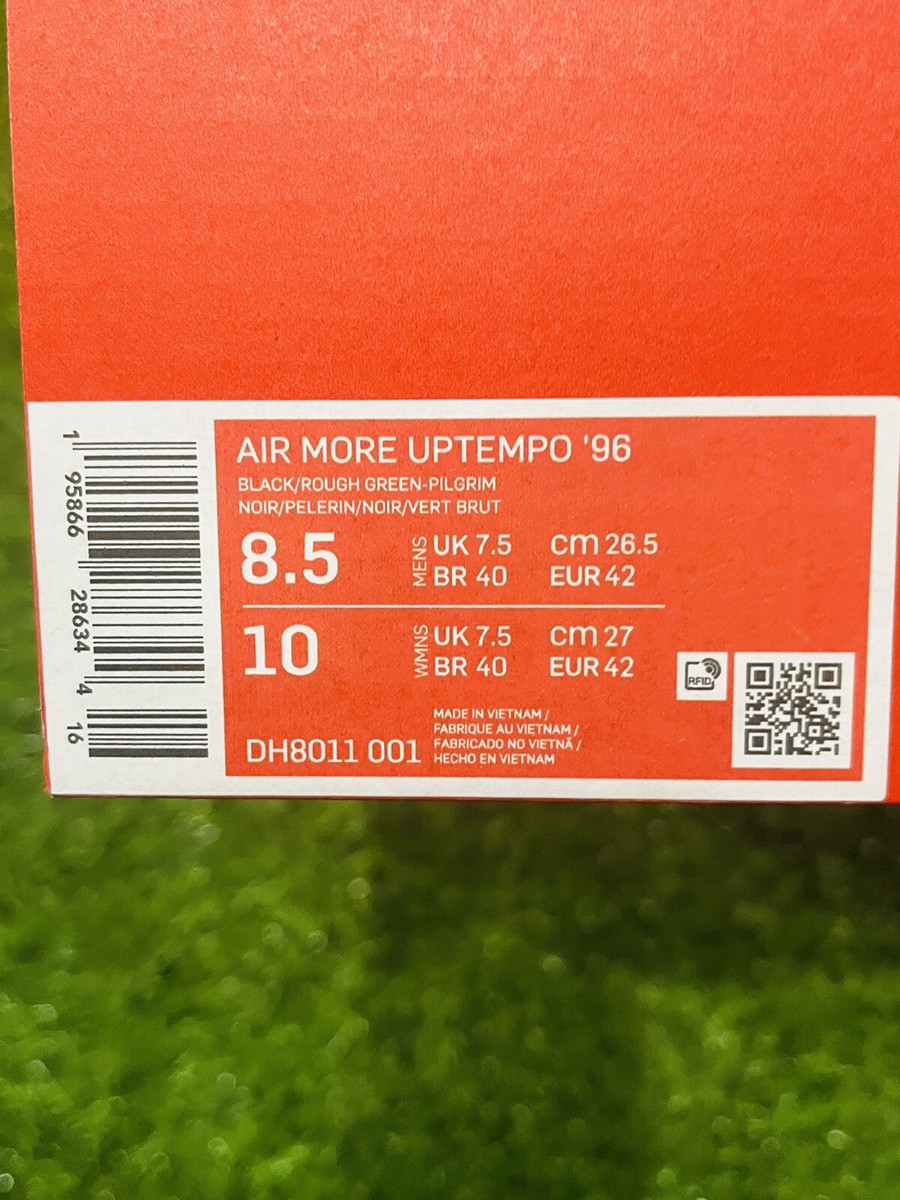 AIR MORE UPTEMPO '96
BLACK/ROUGH GREEN-PILGRIM
NOIR/PELERIN/NOIR/VERT BRUT
8.5 MENS UK 7.5 cm 26.5
BR 40 EUR 42
10 WMNS UK 7.5 cm 27
BR 40 EUR 42
DH8011 001
MADE IN VIETNAM /
FABRIQUE AU VIETNAM /
FABRICADO NO VIETNÃ /
HECHO EN VIETNAM
RFID
1 95866 28634 4 16